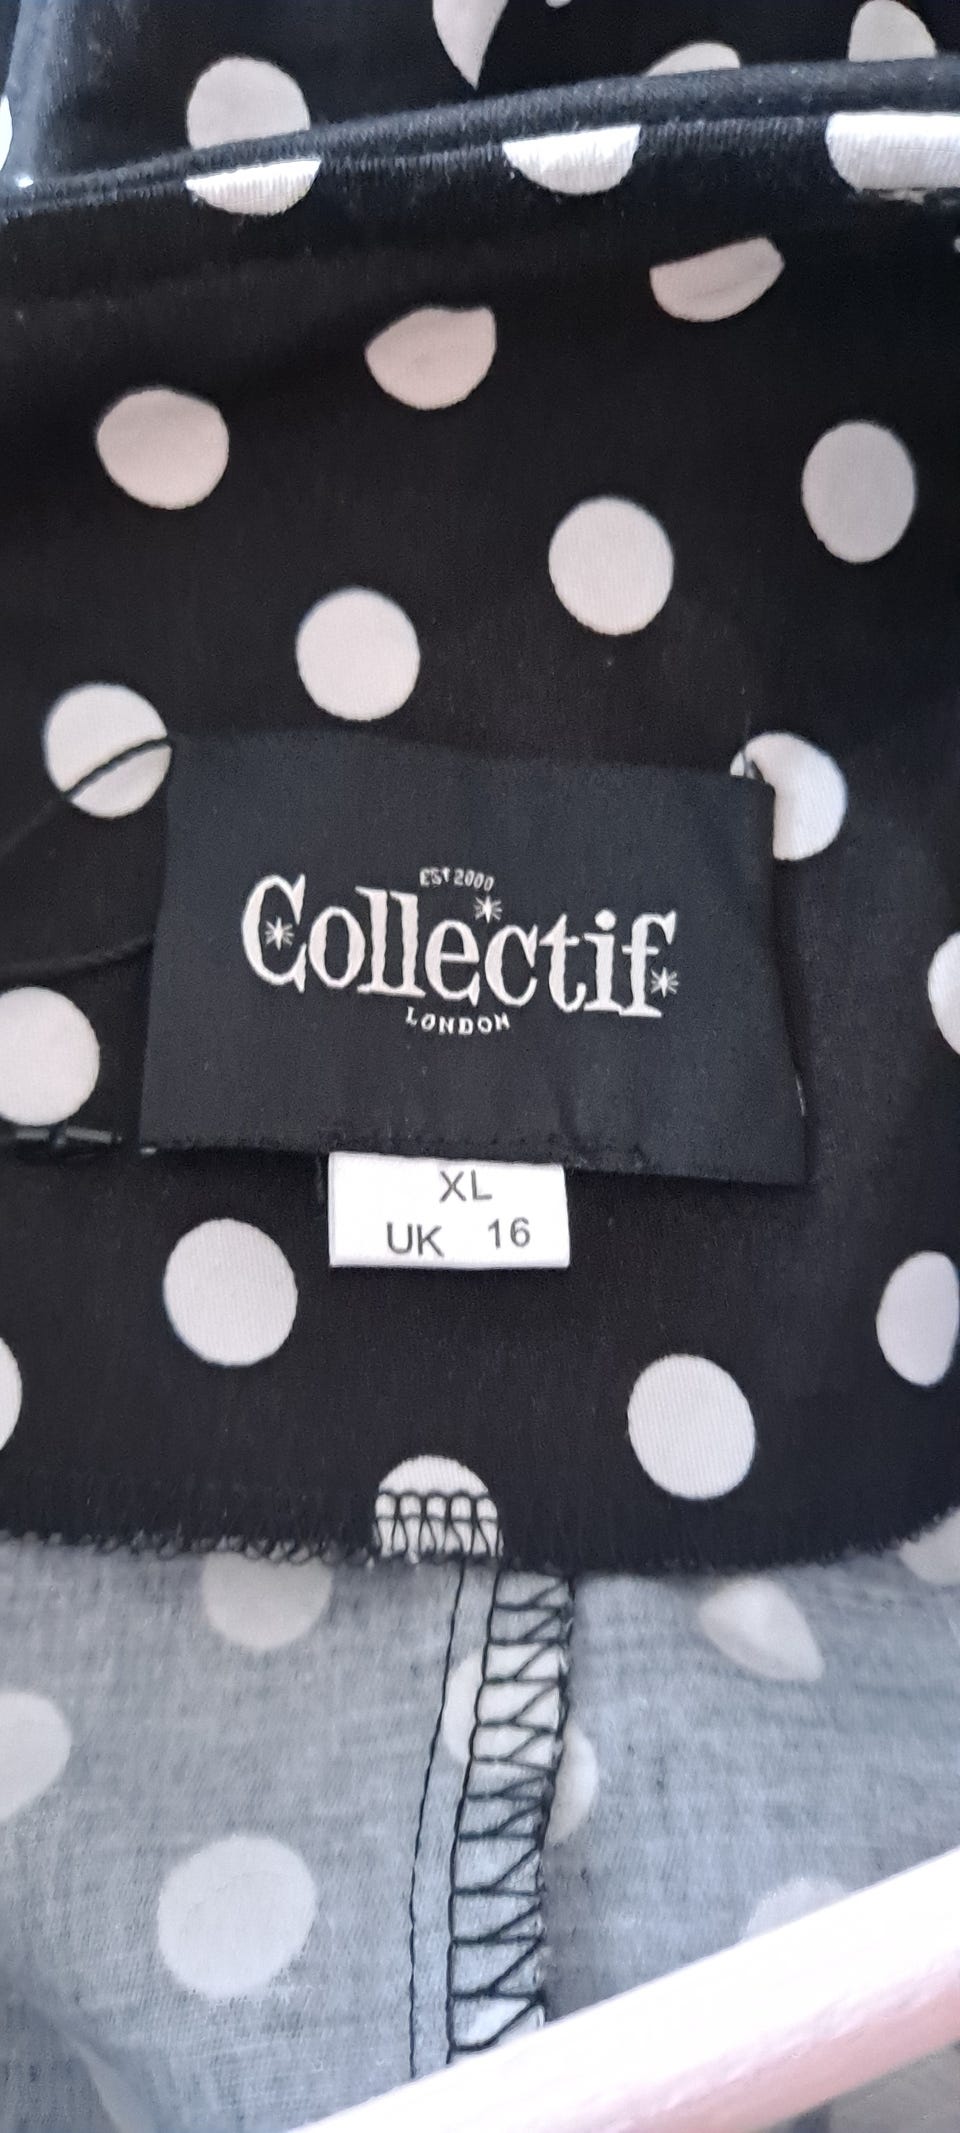 EST 2000
Collectif
LONDON
XL
UK 16